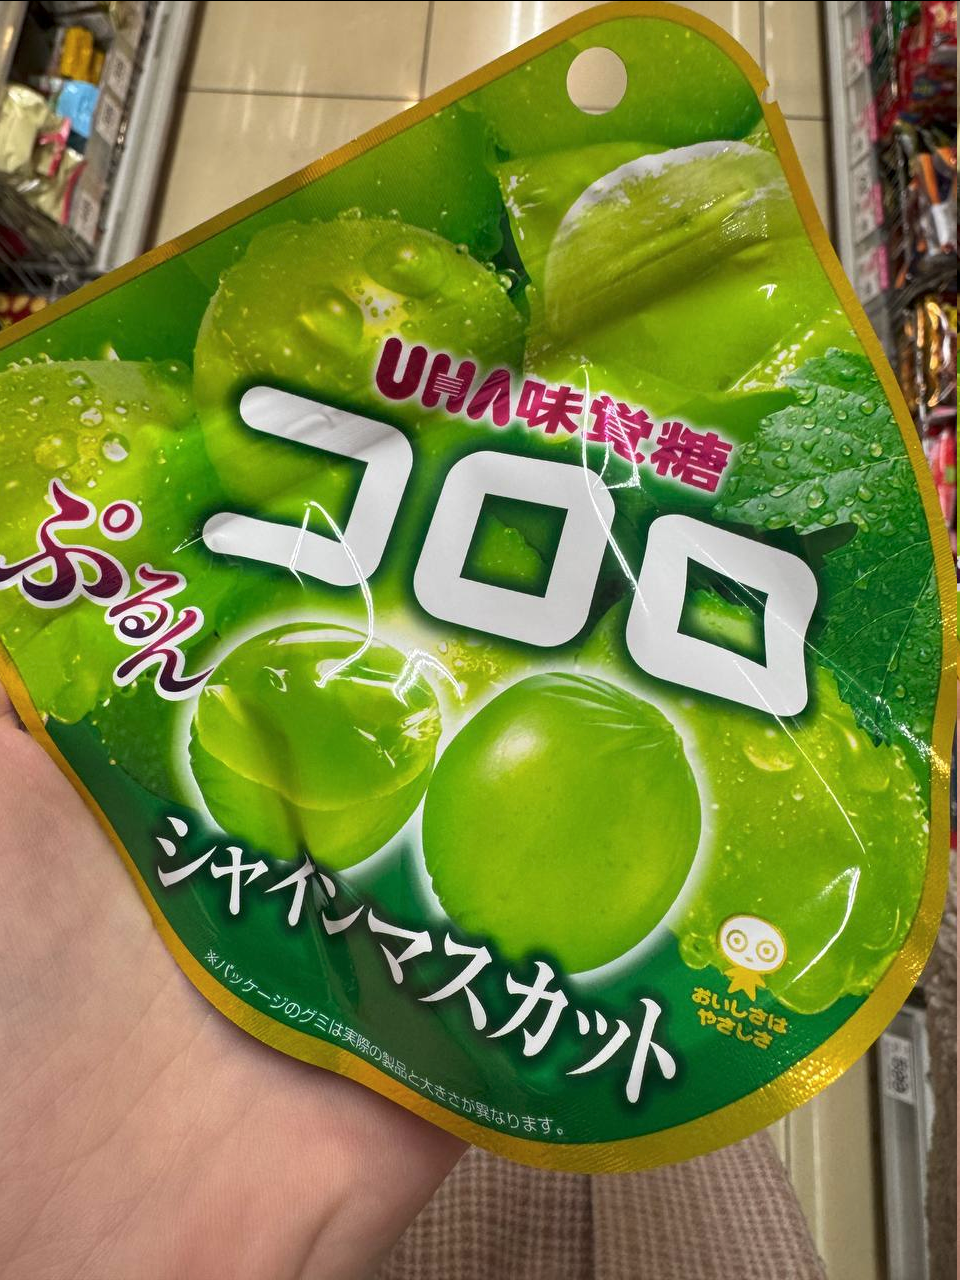 UHA味覚糖
コロロ
ぷるん
シャインマスカット
おいしさは
やさしさ
※パッケージのグミは実際の製品と大きさが異なります。